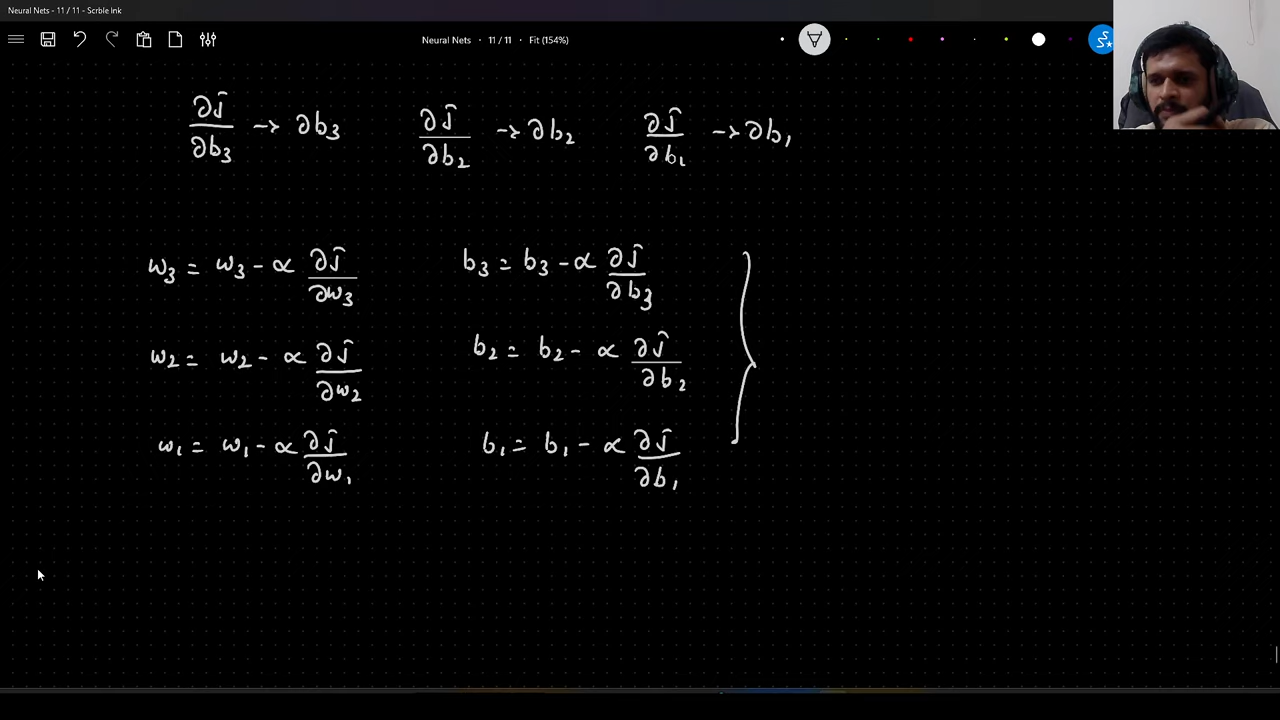 Neural Nets - 11 / 11 - Scrble Ink
Neural Nets · 11 / 11 · Fit (154%)
∂J/∂b₃ → ∂b₃ ∂J/∂b₂ → ∂b₂ ∂J/∂b₁ → ∂b₁
w₃ = w₃ - α ∂J/∂w₃ b₃ = b₃ - α ∂J/∂b₃
w₂ = w₂ - α ∂J/∂w₂ b₂ = b₂ - α ∂J/∂b₂
w₁ = w₁ - α ∂J/∂w₁ b₁ = b₁ - α ∂J/∂b₁